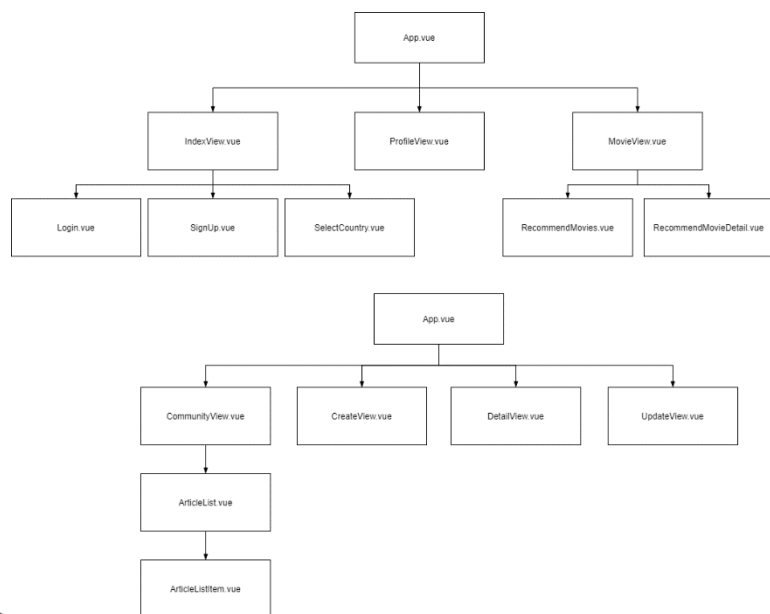 App.vue
IndexView.vue
ProfileView.vue
MovieView.vue
Login.vue
SignUp.vue
SelectCountry.vue
RecommendMovies.vue
RecommendMovieDetail.vue
App.vue
CommunityView.vue
CreateView.vue
DetailView.vue
UpdateView.vue
ArticleList.vue
ArticleListItem.vue